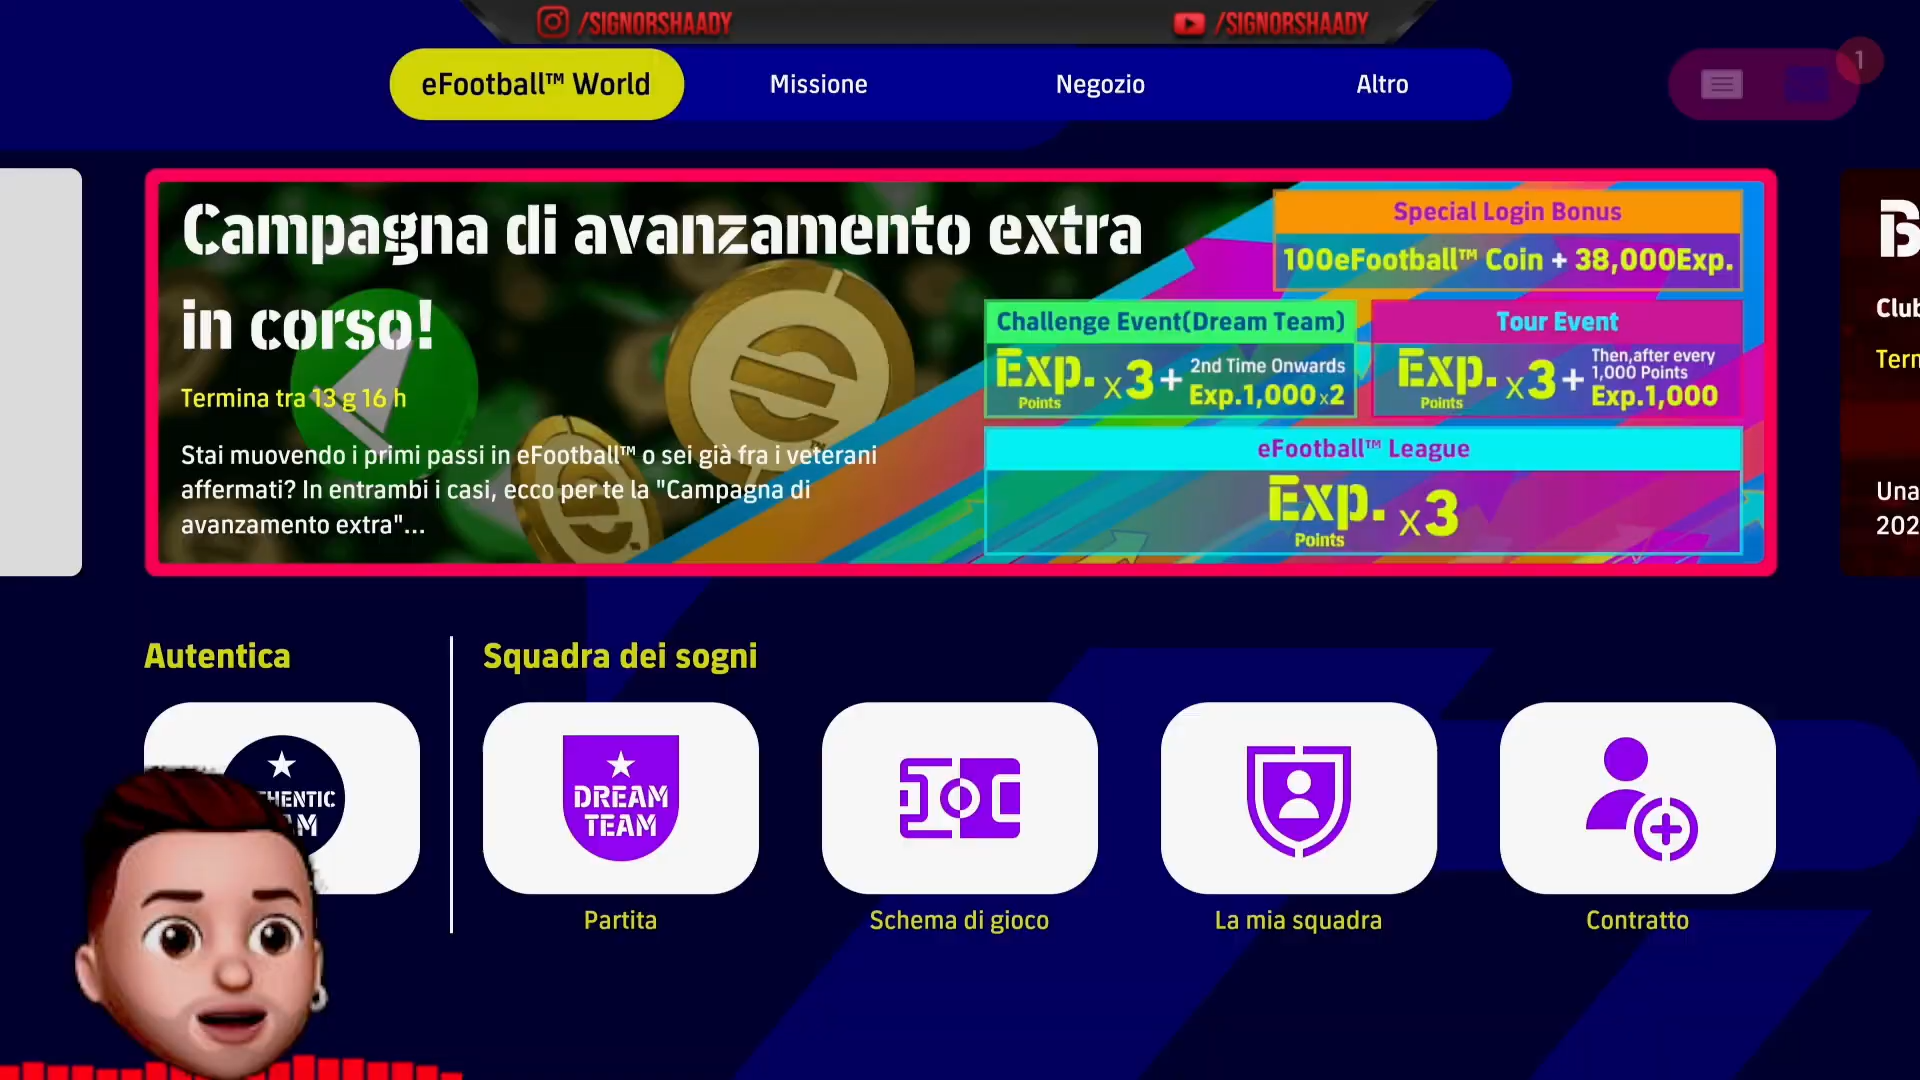 /SIGNORSHAADY
/SIGNORSHAADY
eFootball™ World
Missione
Negozio
Altro
1
Campagna di avanzamento extra
in corso!
Termina tra 13 g 16 h
Stai muovendo i primi passi in eFootball™ o sei già fra i veterani
affermati? In entrambi i casi, ecco per te la "Campagna di
avanzamento extra"...
Special Login Bonus
100eFootball™ Coin + 38,000Exp.
Challenge Event(Dream Team)
Exp. x3+
Points
2nd Time Onwards
Exp.1,000x2
Tour Event
Exp. x3+
Points
Then,after every
1,000 Points
Exp.1,000
eFootball™ League
Exp. x3
Points
B
Club
Una
202
Autentica
Squadra dei sogni
DREAM
TEAM
Partita
Schema di gioco
La mia squadra
Contratto